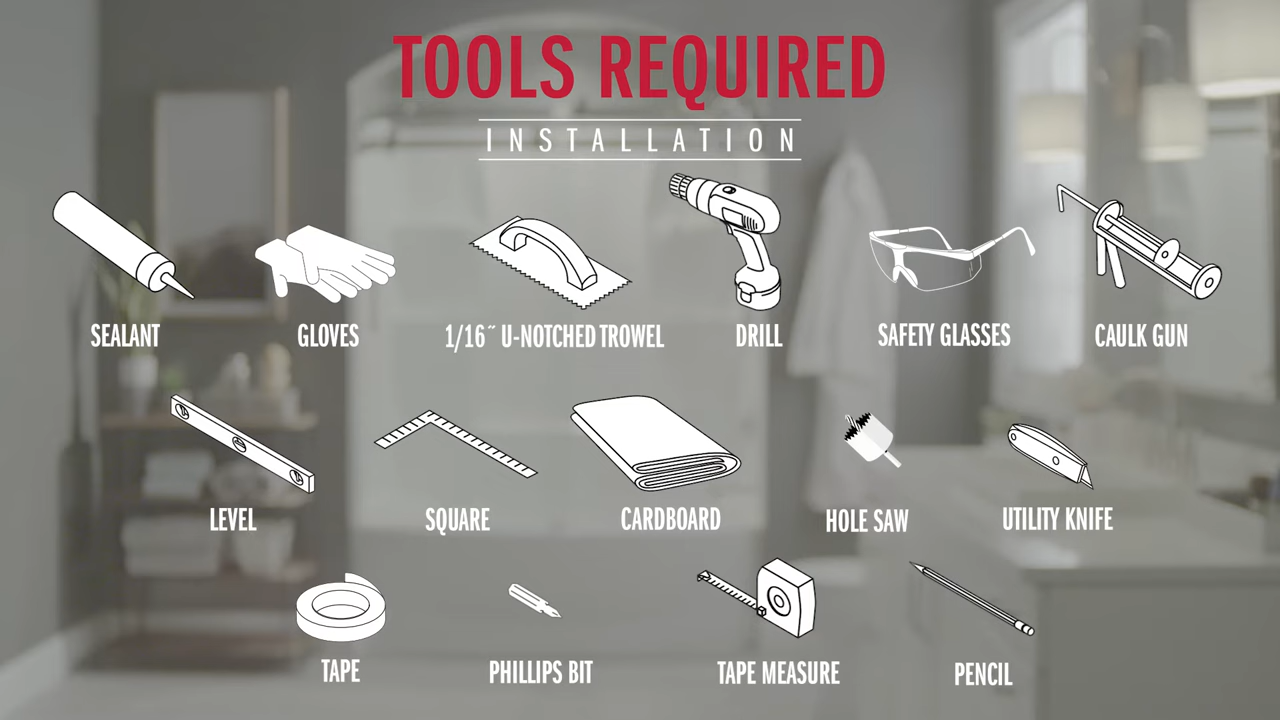 TOOLS REQUIRED
INSTALLATION
SEALANT
GLOVES
1/16˝ U-NOTCHED TROWEL
DRILL
SAFETY GLASSES
CAULK GUN
LEVEL
SQUARE
CARDBOARD
HOLE SAW
UTILITY KNIFE
TAPE
PHILLIPS BIT
TAPE MEASURE
PENCIL